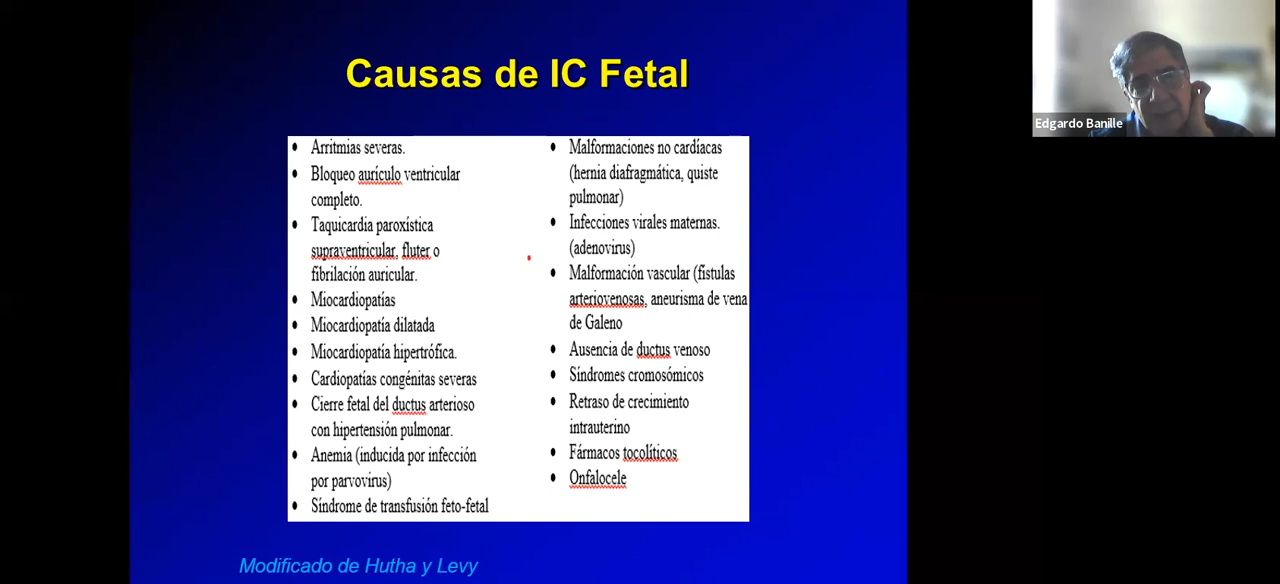 Causas de IC Fetal
Arritmias severas.
Bloqueo aurículo ventricular
completo.
Taquicardia paroxística
supraventricular, fluter o
fibrilación auricular.
Miocardiopatías
Miocardiopatía dilatada
Miocardiopatía hipertrófica.
Cardiopatías congénitas severas
Cierre fetal del ductus arterioso
con hipertensión pulmonar.
Anemia (inducida por infección
por parvovirus)
Síndrome de transfusión feto-fetal
Malformaciones no cardíacas
(hernia diafragmática, quiste
pulmonar)
Infecciones virales maternas.
(adenovirus)
Malformación vascular (fístulas
arteriovenosas, aneurisma de vena
de Galeno
Ausencia de ductus venoso
Síndromes cromosómicos
Retraso de crecimiento
intrauterino
Fármacos tocolíticos
Onfalocele
Modificado de Hutha y Levy
Edgardo Banille